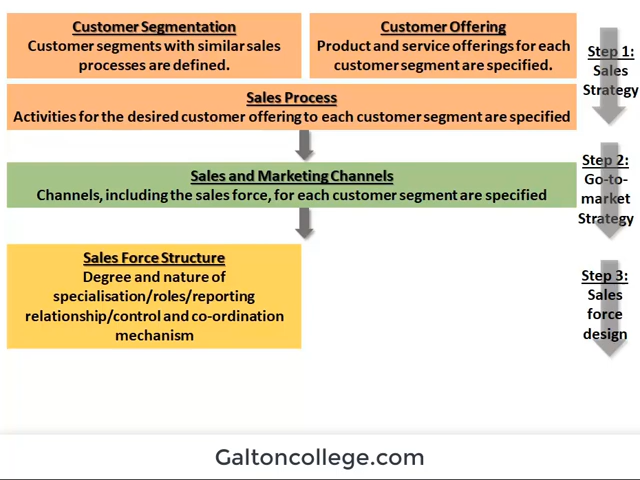 Customer Segmentation
Customer segments with similar sales
processes are defined.
Customer Offering
Product and service offerings for each
customer segment are specified.
Step 1:
Sales
Strategy
Sales Process
Activities for the desired customer offering to each customer segment are specified
Sales and Marketing Channels
Channels, including the sales force, for each customer segment are specified
Step 2:
Go-to-
market
Strategy
Sales Force Structure
Degree and nature of
specialisation/roles/reporting
relationship/control and co-ordination
mechanism
Step 3:
Sales
force
design
Galtoncollege.com